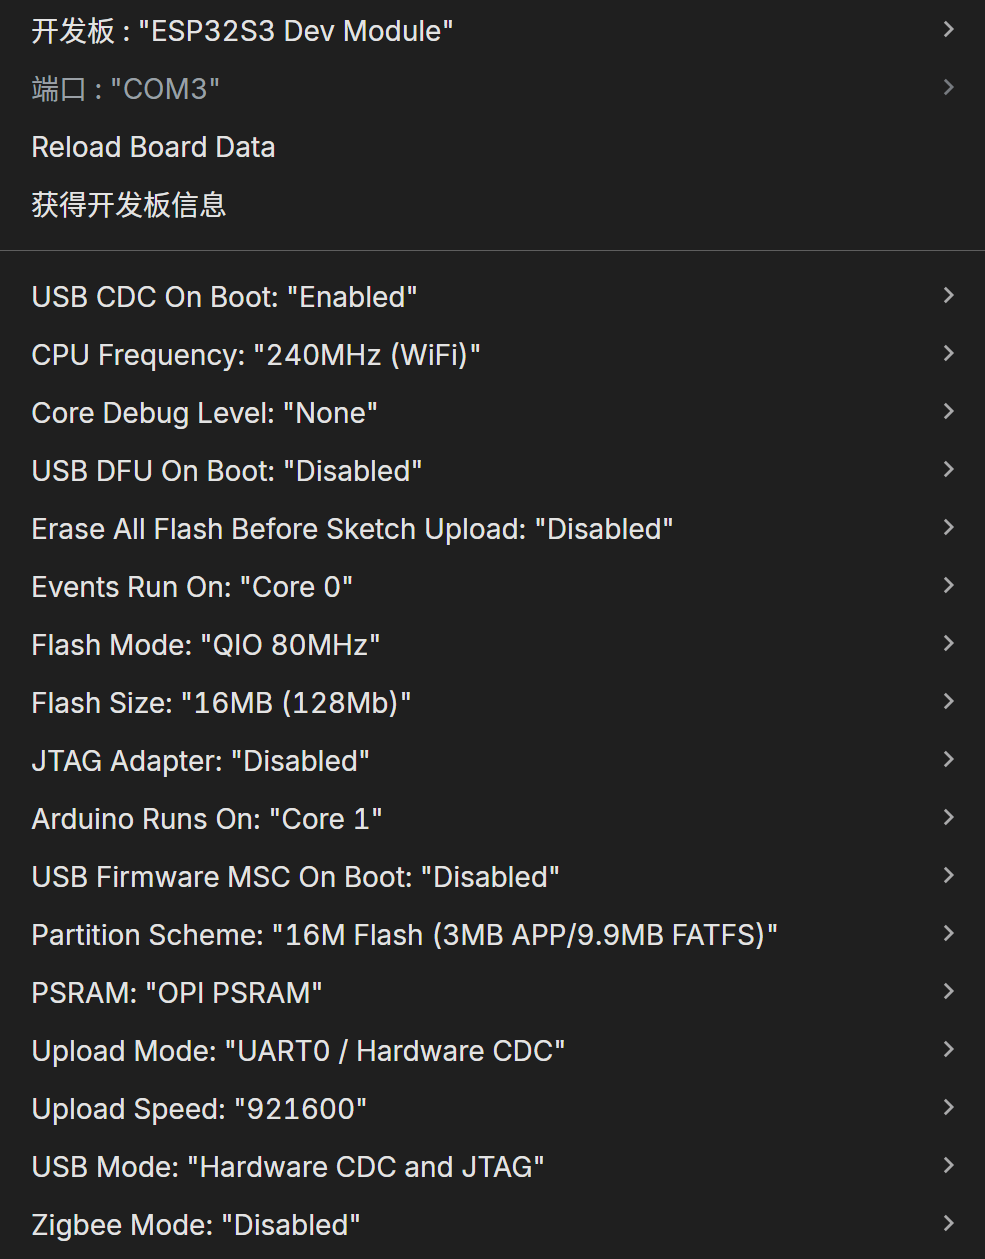 开发板 : "ESP32S3 Dev Module"
端口 : "COM3"
Reload Board Data
获得开发板信息
USB CDC On Boot: "Enabled"
CPU Frequency: "240MHz (WiFi)"
Core Debug Level: "None"
USB DFU On Boot: "Disabled"
Erase All Flash Before Sketch Upload: "Disabled"
Events Run On: "Core 0"
Flash Mode: "QIO 80MHz"
Flash Size: "16MB (128Mb)"
JTAG Adapter: "Disabled"
Arduino Runs On: "Core 1"
USB Firmware MSC On Boot: "Disabled"
Partition Scheme: "16M Flash (3MB APP/9.9MB FATFS)"
PSRAM: "OPI PSRAM"
Upload Mode: "UART0 / Hardware CDC"
Upload Speed: "921600"
USB Mode: "Hardware CDC and JTAG"
Zigbee Mode: "Disabled"